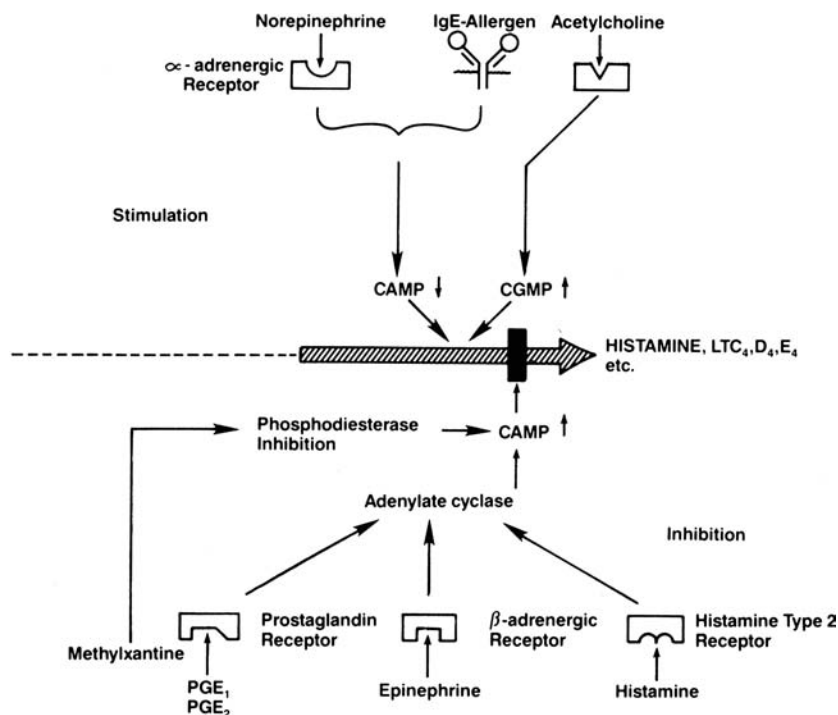 Norepinephrine
IgE-Allergen
Acetylcholine
∝- adrenergic
Receptor
Stimulation
CAMP
CGMP
HISTAMINE, LTC₄,D₄,E₄
etc.
Phosphodiesterase
Inhibition
CAMP
Adenylate cyclase
Inhibition
Prostaglandin
Receptor
β-adrenergic
Receptor
Histamine Type 2
Receptor
Methylxantine
PGE₁
PGE₂
Epinephrine
Histamine